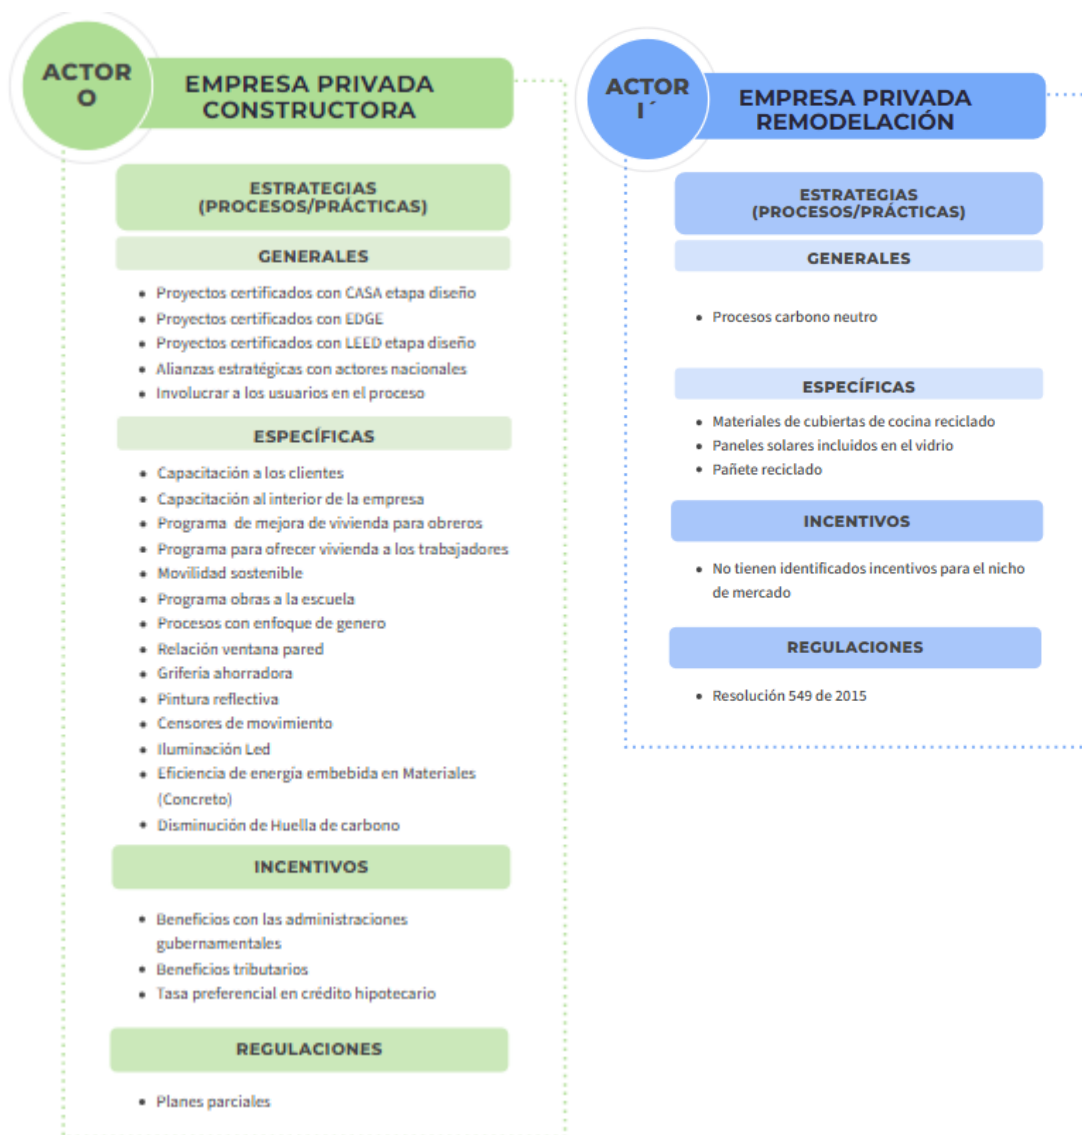 ACTOR
O
EMPRESA PRIVADA
CONSTRUCTORA
ESTRATEGIAS
(PROCESOS/PRÁCTICAS)
GENERALES
• Proyectos certificados con CASA etapa diseño
• Proyectos certificados con EDGE
• Proyectos certificados con LEED etapa diseño
• Alianzas estratégicas con actores nacionales
• Involucrar a los usuarios en el proceso
ESPECÍFICAS
• Capacitación a los clientes
• Capacitación al interior de la empresa
• Programa de mejora de vivienda para obreros
• Programa para ofrecer vivienda a los trabajadores
• Movilidad sostenible
• Programa obras a la escuela
• Procesos con enfoque de genero
• Relación ventana pared
• Griferia ahorradora
• Pintura reflectiva
• Censores de movimiento
• Iluminación Led
• Eficiencia de energía embebida en Materiales
(Concreto)
• Disminución de Huella de carbono
INCENTIVOS
• Beneficios con las administraciones
gubernamentales
• Beneficios tributarios
• Tasa preferencial en crédito hipotecario
REGULACIONES
• Planes parciales
ACTOR
I´
EMPRESA PRIVADA
REMODELACIÓN
ESTRATEGIAS
(PROCESOS/PRÁCTICAS)
GENERALES
• Procesos carbono neutro
ESPECÍFICAS
• Materiales de cubiertas de cocina reciclado
• Paneles solares incluidos en el vidrio
• Pañete reciclado
INCENTIVOS
• No tienen identificados incentivos para el nicho
de mercado
REGULACIONES
• Resolución 549 de 2015